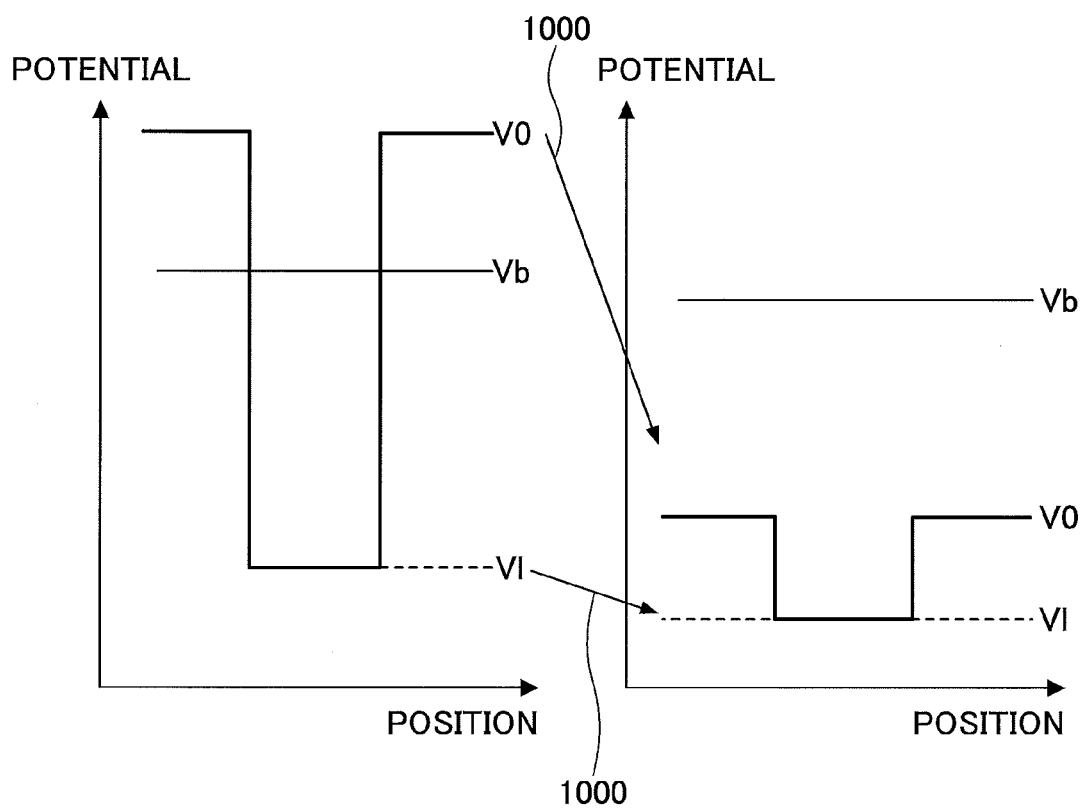 1000
POTENTIAL
POTENTIAL
V0
Vb
Vb
V0
Vl
Vl
POSITION
POSITION
1000